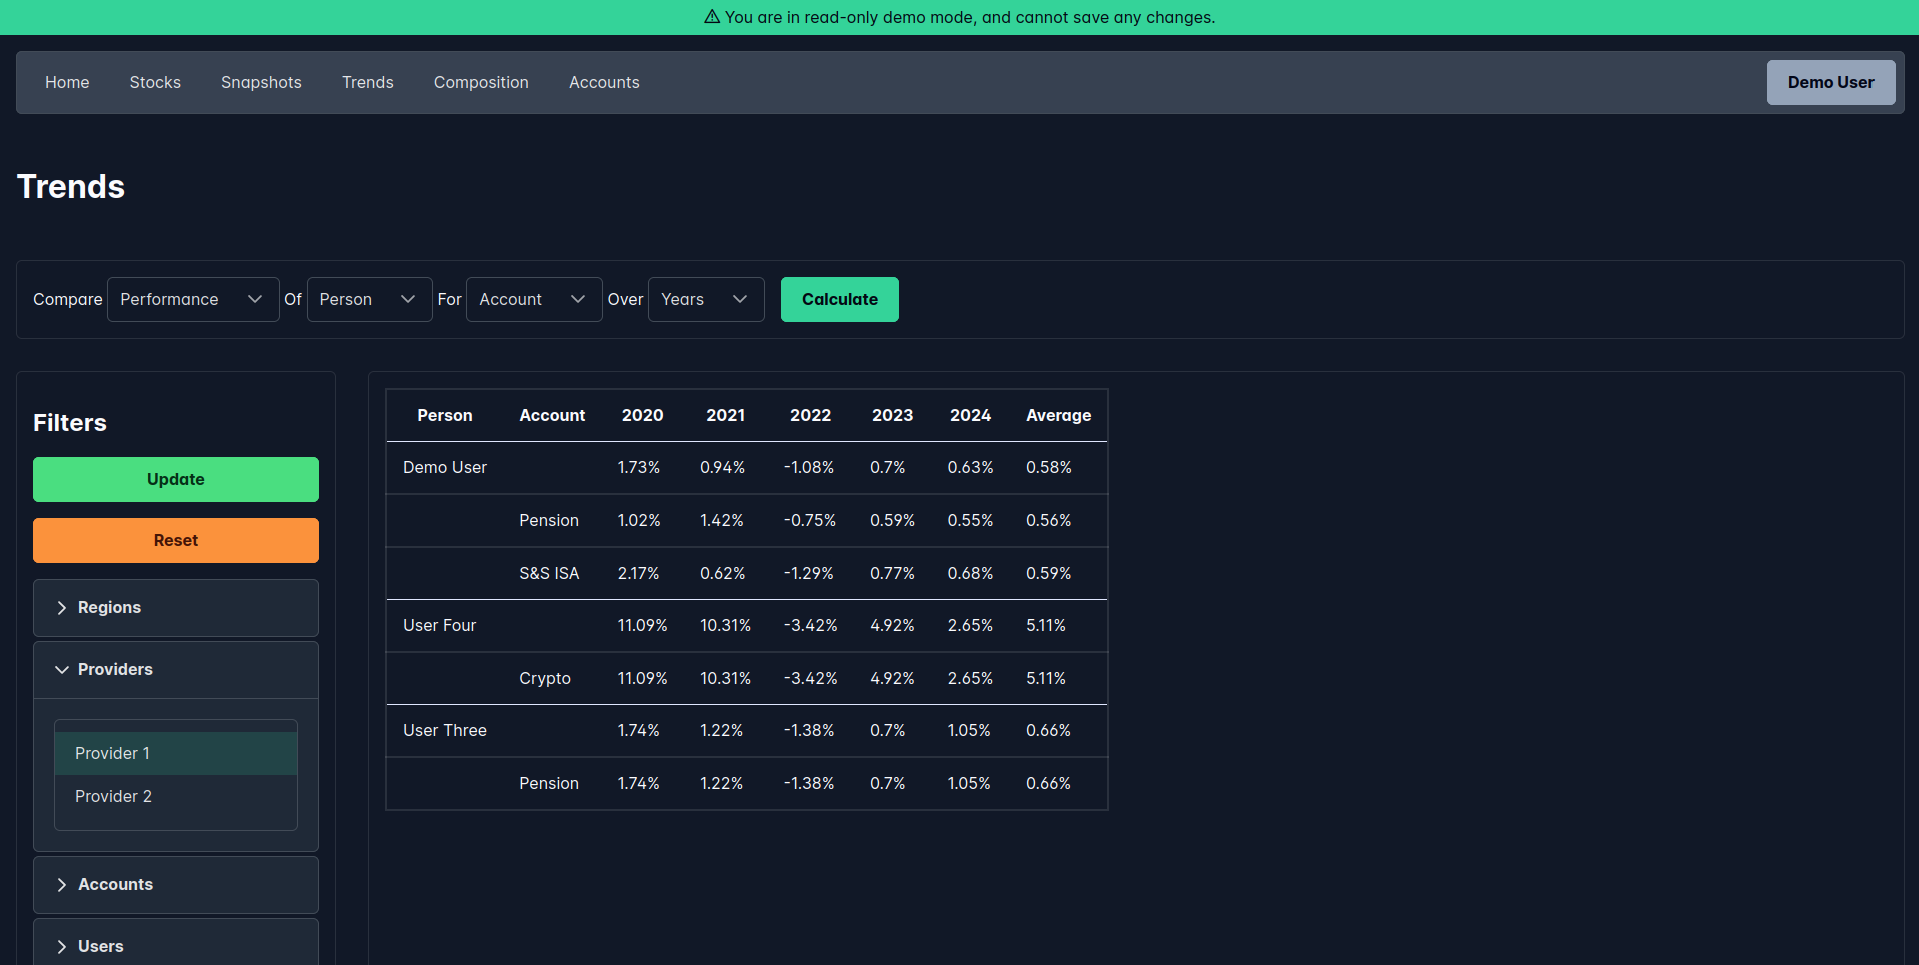 ⚠ You are in read-only demo mode, and cannot save any changes.
Home Stocks Snapshots Trends Composition Accounts Demo User
Trends
Compare Performance Of Person For Account Over Years Calculate
Filters
Update
Reset
Regions
Providers
Provider 1
Provider 2
Accounts
Users
Person Account 2020 2021 2022 2023 2024 Average
Demo User 1.73% 0.94% -1.08% 0.7% 0.63% 0.58%
Pension 1.02% 1.42% -0.75% 0.59% 0.55% 0.56%
S&S ISA 2.17% 0.62% -1.29% 0.77% 0.68% 0.59%
User Four 11.09% 10.31% -3.42% 4.92% 2.65% 5.11%
Crypto 11.09% 10.31% -3.42% 4.92% 2.65% 5.11%
User Three 1.74% 1.22% -1.38% 0.7% 1.05% 0.66%
Pension 1.74% 1.22% -1.38% 0.7% 1.05% 0.66%